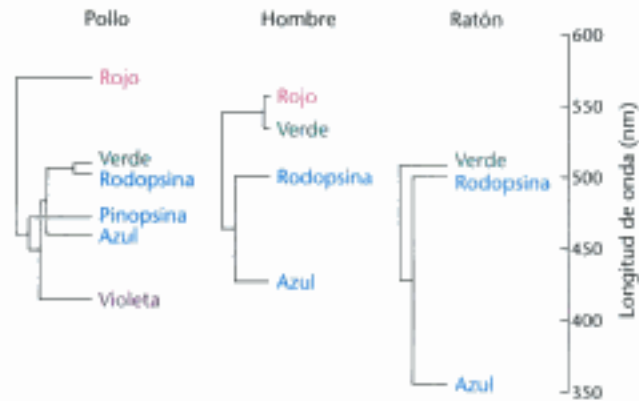 Pollo
Hombre
Ratón
Rojo
Verde
Rodopsina
Pinopsina
Azul
Violeta
Rojo
Verde
Rodopsina
Azul
Verde
Rodopsina
Azul
600
550
500
450
400
350
Longitud de onda (nm)